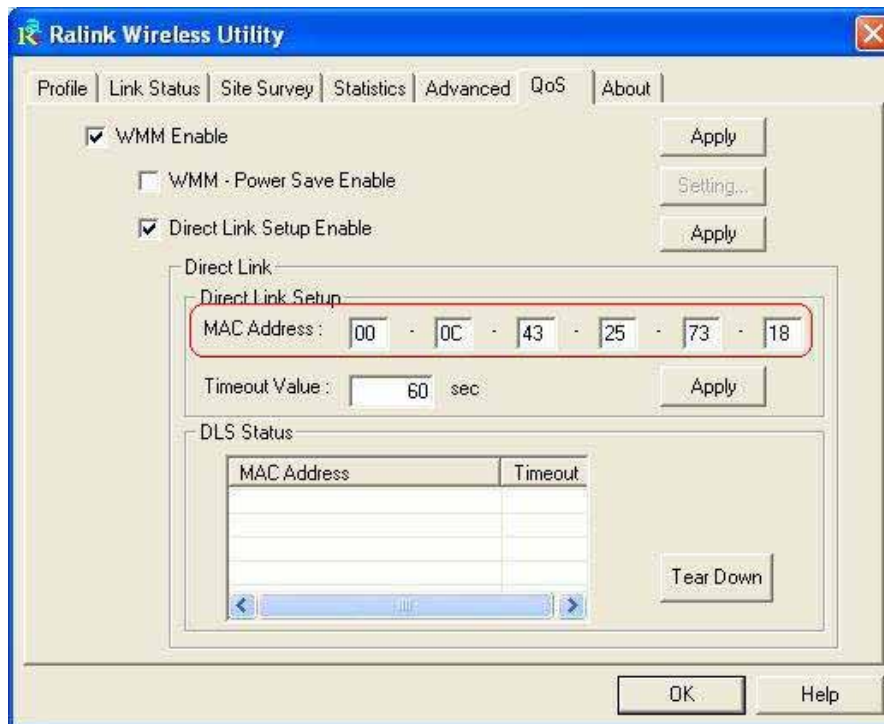 Ralink Wireless Utility
Profile Link Status Site Survey Statistics Advanced QoS About
WMM Enable Apply
WMM - Power Save Enable Setting...
Direct Link Setup Enable Apply
Direct Link
Direct Link Setup
MAC Address : 00 - 0C - 43 - 25 - 73 - 18
Timeout Value : 60 sec Apply
DLS Status
MAC Address Timeout
Tear Down
OK Help